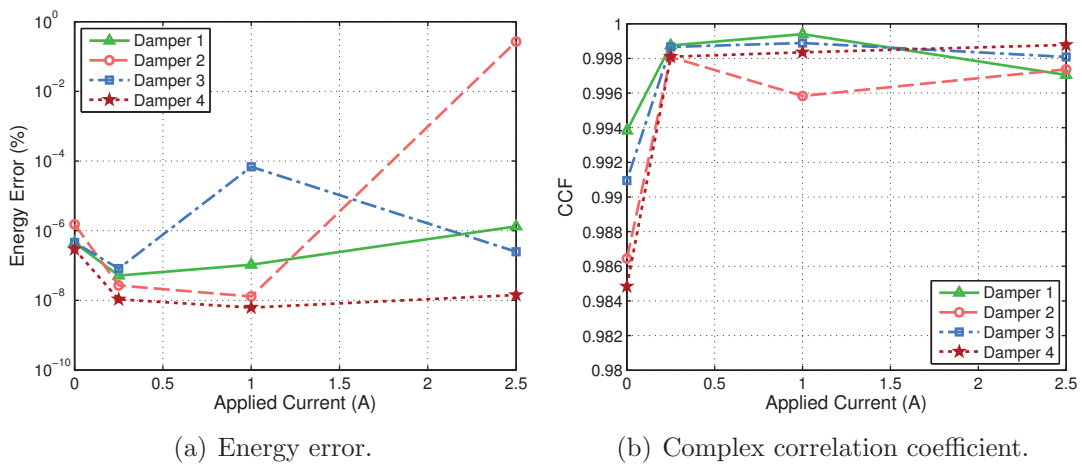 10^0
10^-2
10^-4
10^-6
10^-8
10^-10
Energy Error (%)
Damper 1
Damper 2
Damper 3
Damper 4
0 0.5 1 1.5 2 2.5
Applied Current (A)
(a) Energy error.
1
0.998
0.996
0.994
0.992
0.99
0.988
0.986
0.984
0.982
0.98
CCF
Damper 1
Damper 2
Damper 3
Damper 4
0 0.5 1 1.5 2 2.5
Applied Current (A)
(b) Complex correlation coefficient.